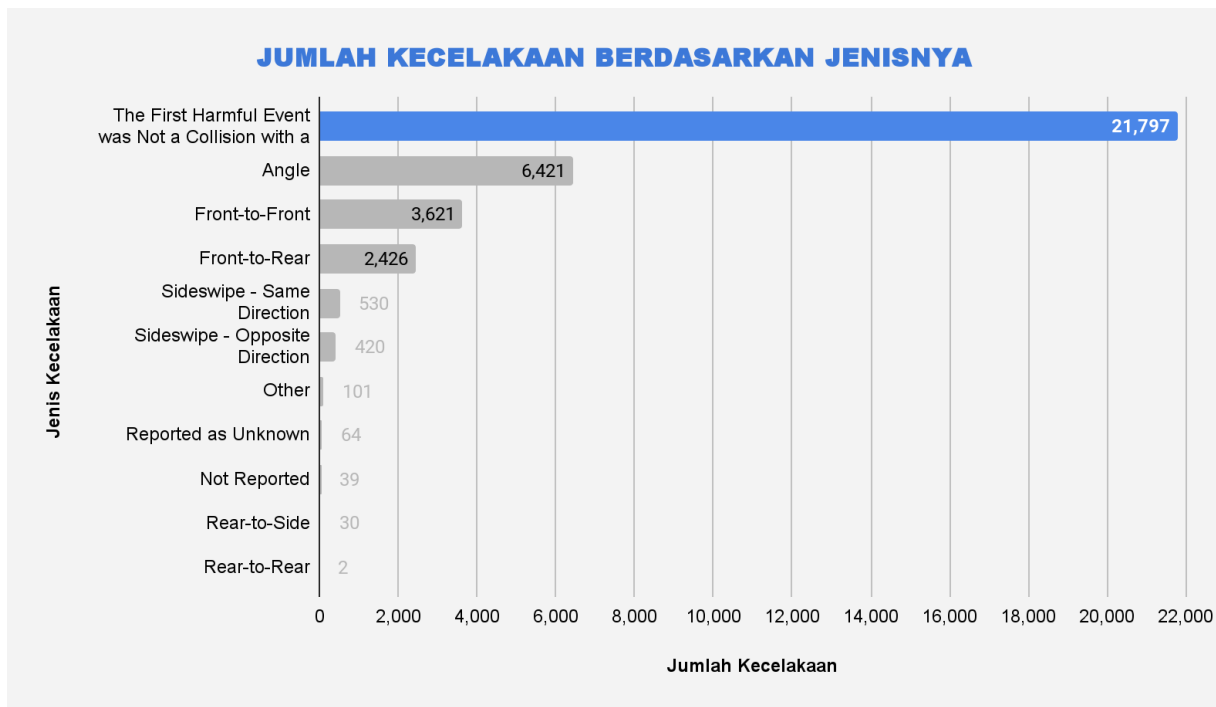 JUMLAH KECELAKAAN BERDASARKAN JENISNYA
The First Harmful Event
was Not a Collision with a
21,797
Angle
6,421
Front-to-Front
3,621
Front-to-Rear
2,426
Sideswipe - Same
Direction
530
Sideswipe - Opposite
Direction
420
Other
101
Reported as Unknown
64
Not Reported
39
Rear-to-Side
30
Rear-to-Rear
2
Jenis Kecelakaan
0 2,000 4,000 6,000 8,000 10,000 12,000 14,000 16,000 18,000 20,000 22,000
Jumlah Kecelakaan